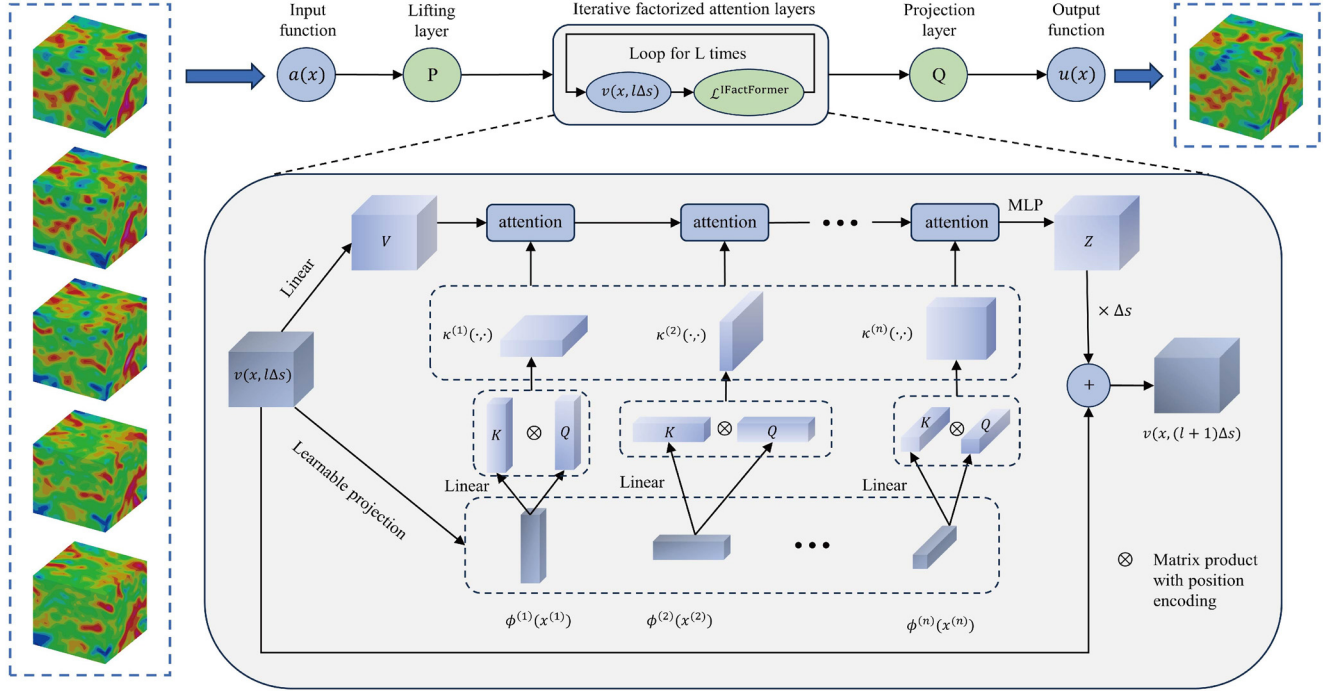 Input
function
Lifting
layer
Iterative factorized attention layers
Projection
layer
Output
function
a(x)
P
Loop for L times
v(x, lΔs)
ℒ^IFactFormer
Q
u(x)
V
attention
attention
•••
attention
MLP
Z
Linear
κ^(1)(·,·)
κ^(2)(·,·)
κ^(n)(·,·)
× Δs
v(x, lΔs)
+
v(x, (l + 1)Δs)
K ⊗ Q
K ⊗ Q
K ⊗ Q
Learnable projection
Linear
Linear
Linear
•••
⊗ Matrix product
with position
encoding
ϕ^(1)(x^(1))
ϕ^(2)(x^(2))
ϕ^(n)(x^(n))